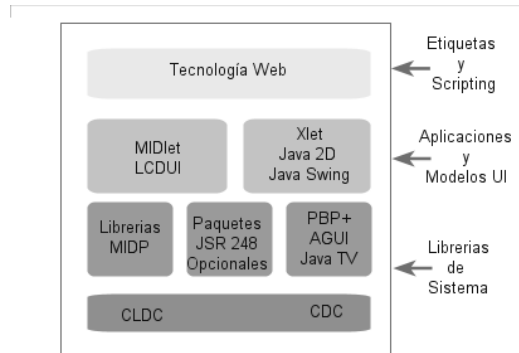 Tecnología Web
Etiquetas
y
Scripting
MIDlet
LCDUI
Xlet
Java 2D
Java Swing
Aplicaciones
y
Modelos UI
Librerias
MIDP
Paquetes
JSR 248
Opcionales
PBP+
AGUI
Java TV
Librerias
de
Sistema
CLDC
CDC